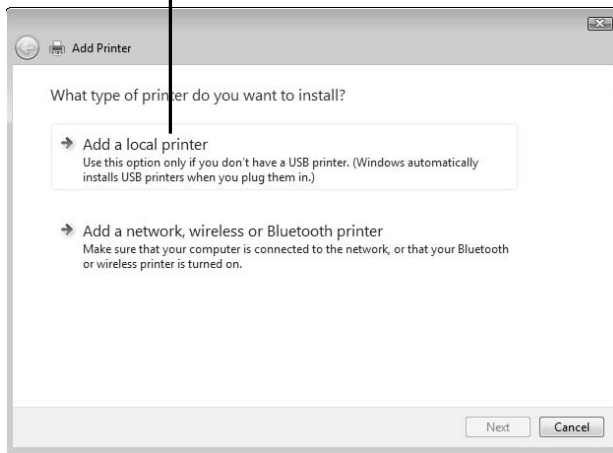 Add Printer
What type of printer do you want to install?
Add a local printer
Use this option only if you don't have a USB printer. (Windows automatically
installs USB printers when you plug them in.)
Add a network, wireless or Bluetooth printer
Make sure that your computer is connected to the network, or that your Bluetooth
or wireless printer is turned on.
Next
Cancel